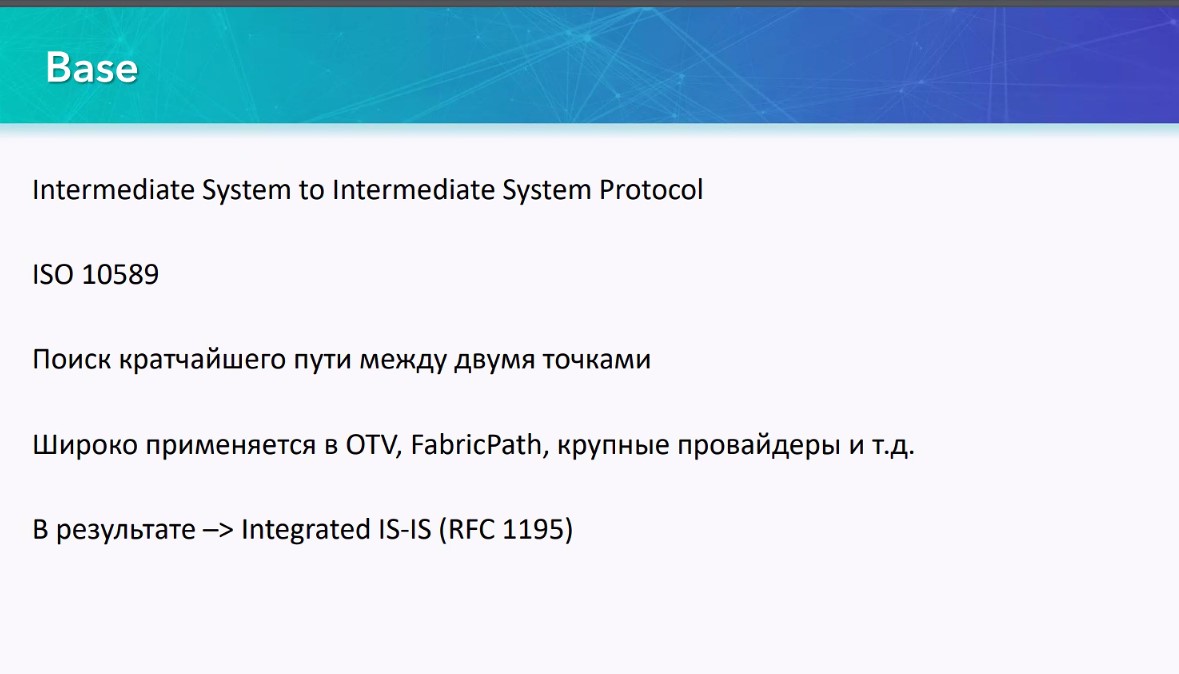 Base
Intermediate System to Intermediate System Protocol
ISO 10589
Поиск кратчайшего пути между двумя точками
Широко применяется в OTV, FabricPath, крупные провайдеры и т.д.
В результате –> Integrated IS-IS (RFC 1195)